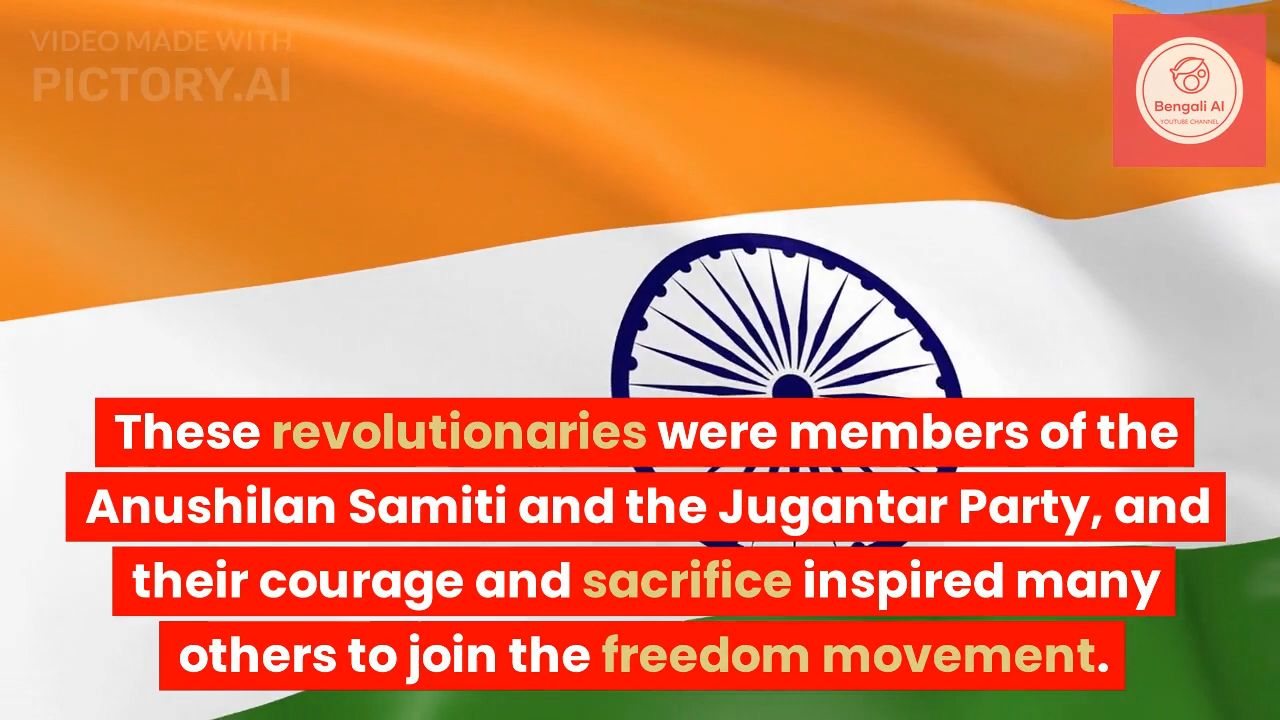 VIDEO MADE WITH
PICTORY.AI
Bengali AI
YOUTUBE CHANNEL
These revolutionaries were members of the
Anushilan Samiti and the Jugantar Party, and
their courage and sacrifice inspired many
others to join the freedom movement.